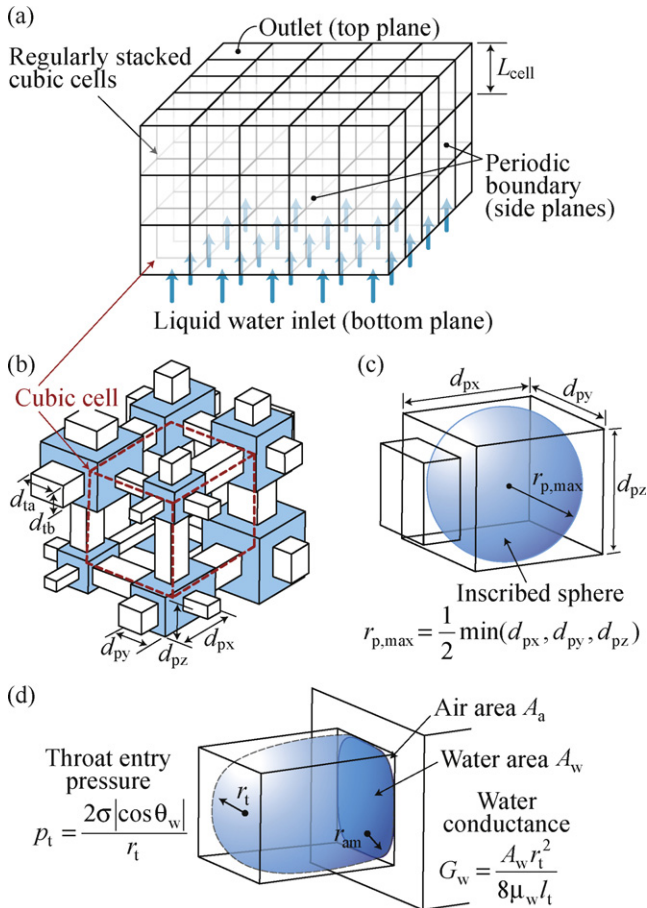 (a)
Outlet (top plane)
Regularly stacked
cubic cells
L_cell
Periodic
boundary
(side planes)
Liquid water inlet (bottom plane)
(b)
Cubic cell
d_ta
d_tb
d_py
d_pz
d_px
(c)
d_px
d_py
r_p,max
d_pz
Inscribed sphere
r_p,max = 1/2 min(d_px, d_py, d_pz)
(d)
Air area A_a
Throat entry
pressure
p_t = 2σ|cosθ_w| / r_t
r_t
r_am
Water area A_w
Water
conductance
G_w = A_w r_t^2 / 8μ_w l_t